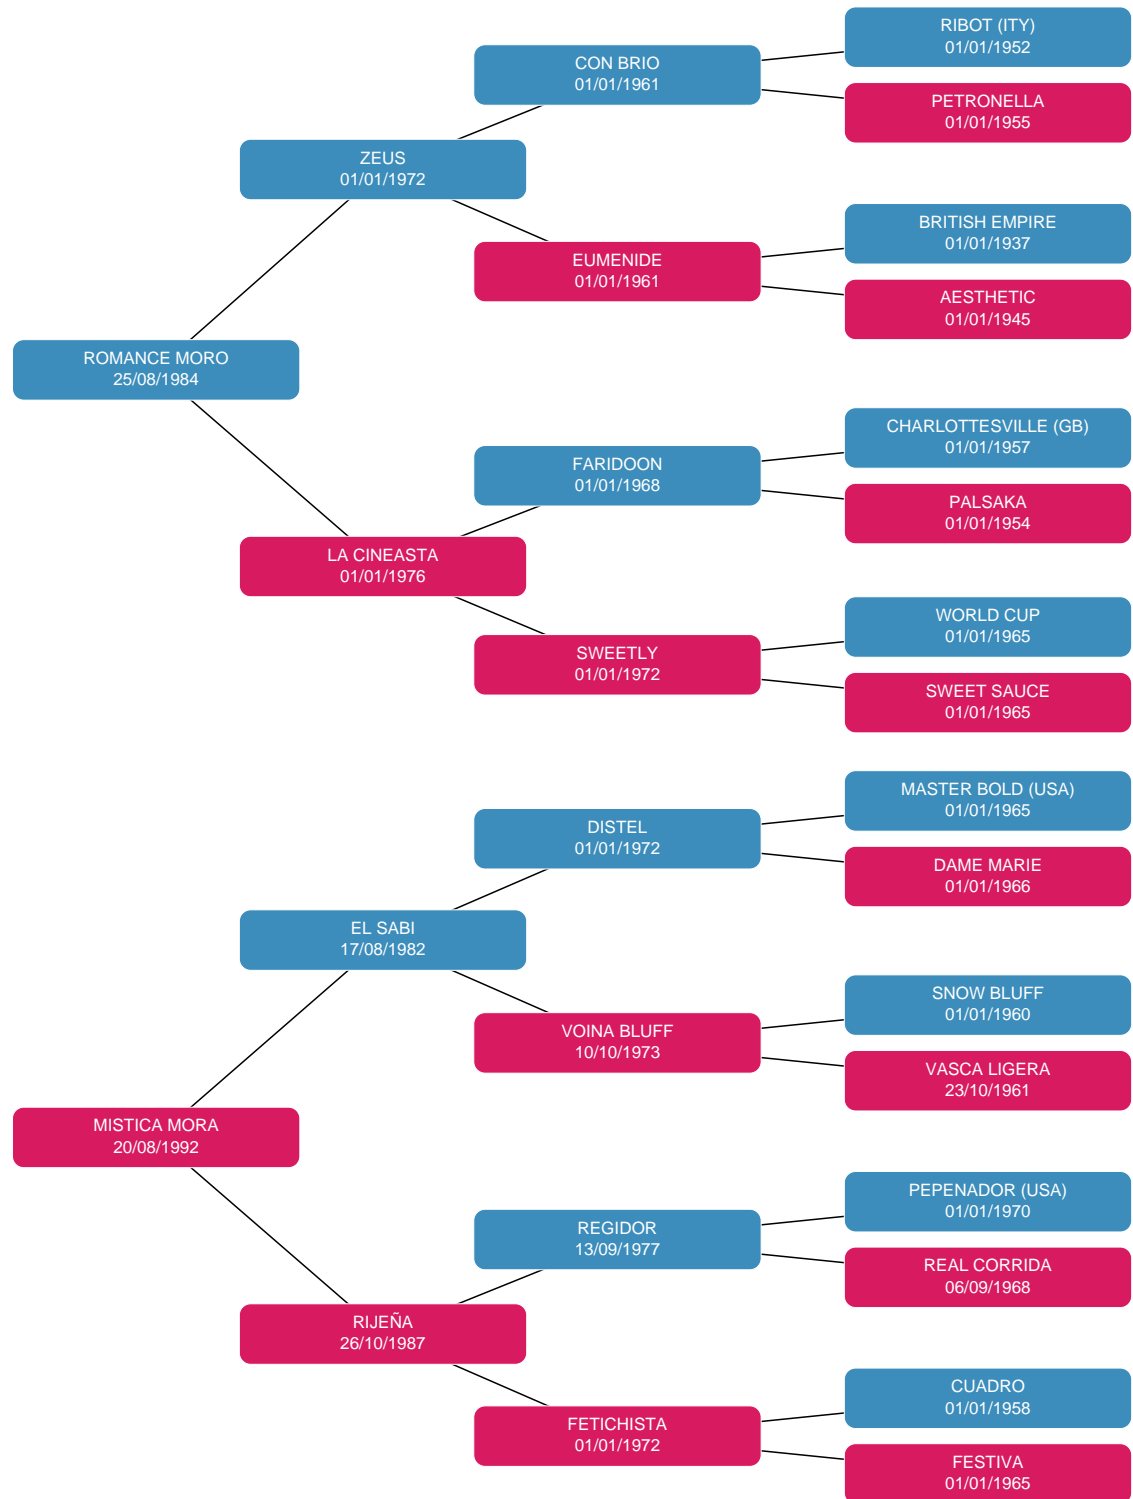 RIBOT (ITY)
01/01/1952
CON BRIO
01/01/1961
PETRONELLA
01/01/1955
ZEUS
01/01/1972
BRITISH EMPIRE
01/01/1937
EUMENIDE
01/01/1961
AESTHETIC
01/01/1945
ROMANCE MORO
25/08/1984
CHARLOTTESVILLE (GB)
01/01/1957
FARIDOON
01/01/1968
PALSAKA
01/01/1954
LA CINEASTA
01/01/1976
WORLD CUP
01/01/1965
SWEETLY
01/01/1972
SWEET SAUCE
01/01/1965
MASTER BOLD (USA)
01/01/1965
DISTEL
01/01/1972
DAME MARIE
01/01/1966
EL SABI
17/08/1982
SNOW BLUFF
01/01/1960
VOINA BLUFF
10/10/1973
VASCA LIGERA
23/10/1961
MISTICA MORA
20/08/1992
PEPENADOR (USA)
01/01/1970
REGIDOR
13/09/1977
REAL CORRIDA
06/09/1968
RIJEÑA
26/10/1987
CUADRO
01/01/1958
FETICHISTA
01/01/1972
FESTIVA
01/01/1965